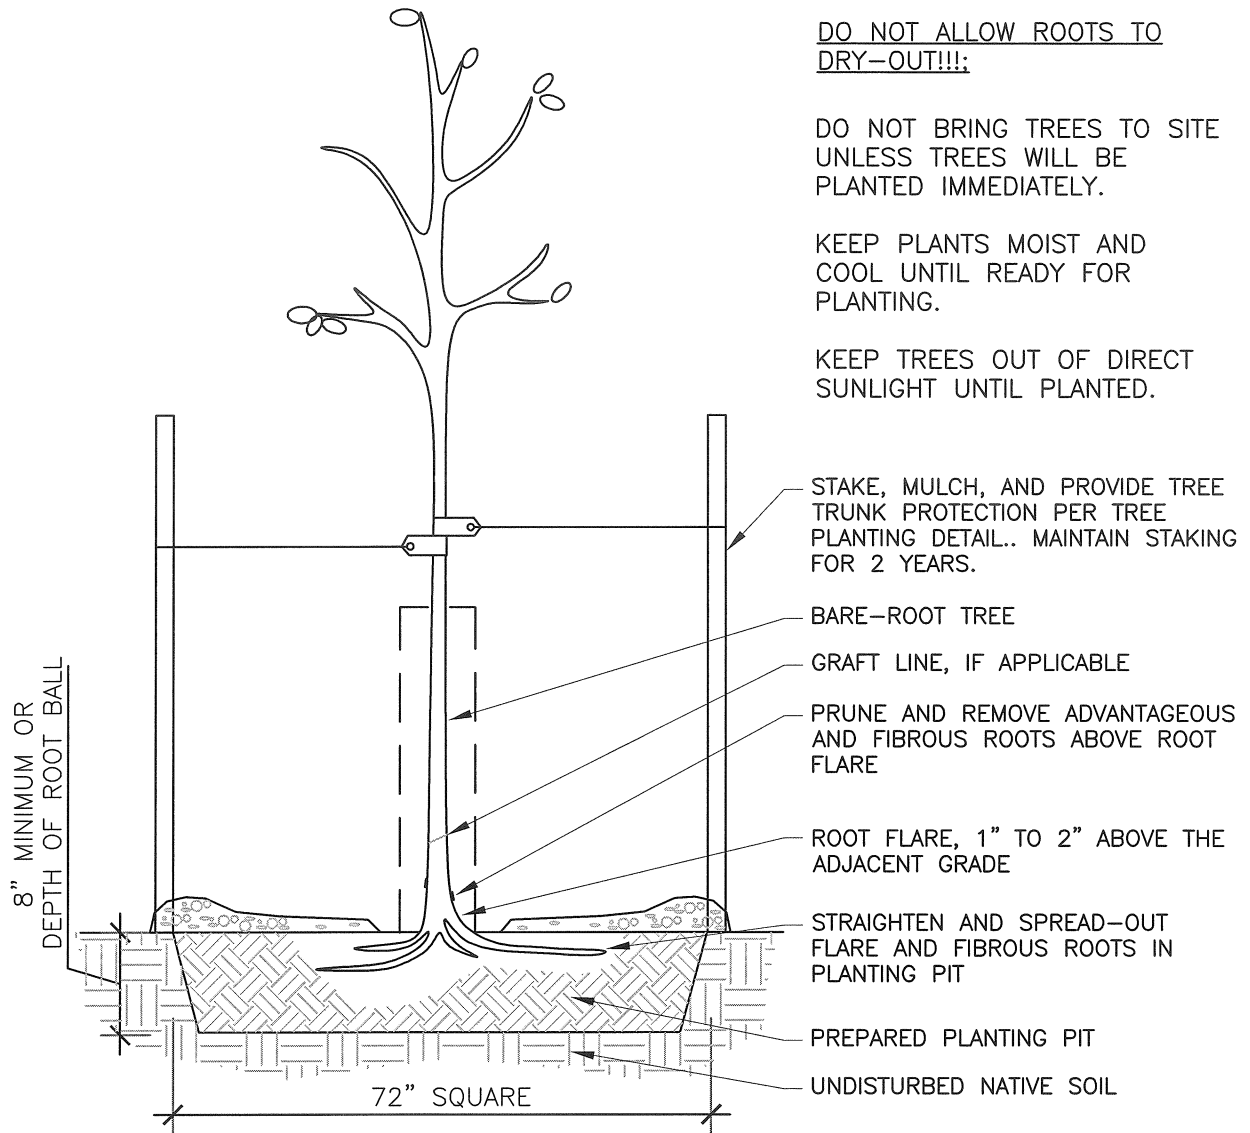 DO NOT ALLOW ROOTS TO
DRY-OUT!!!;
DO NOT BRING TREES TO SITE
UNLESS TREES WILL BE
PLANTED IMMEDIATELY.
KEEP PLANTS MOIST AND
COOL UNTIL READY FOR
PLANTING.
KEEP TREES OUT OF DIRECT
SUNLIGHT UNTIL PLANTED.
STAKE, MULCH, AND PROVIDE TREE
TRUNK PROTECTION PER TREE
PLANTING DETAIL.. MAINTAIN STAKING
FOR 2 YEARS.
BARE-ROOT TREE
GRAFT LINE, IF APPLICABLE
PRUNE AND REMOVE ADVANTAGEOUS
AND FIBROUS ROOTS ABOVE ROOT
FLARE
ROOT FLARE, 1" TO 2" ABOVE THE
ADJACENT GRADE
STRAIGHTEN AND SPREAD-OUT
FLARE AND FIBROUS ROOTS IN
PLANTING PIT
PREPARED PLANTING PIT
UNDISTURBED NATIVE SOIL
8" MINIMUM OR
DEPTH OF ROOT BALL
72" SQUARE